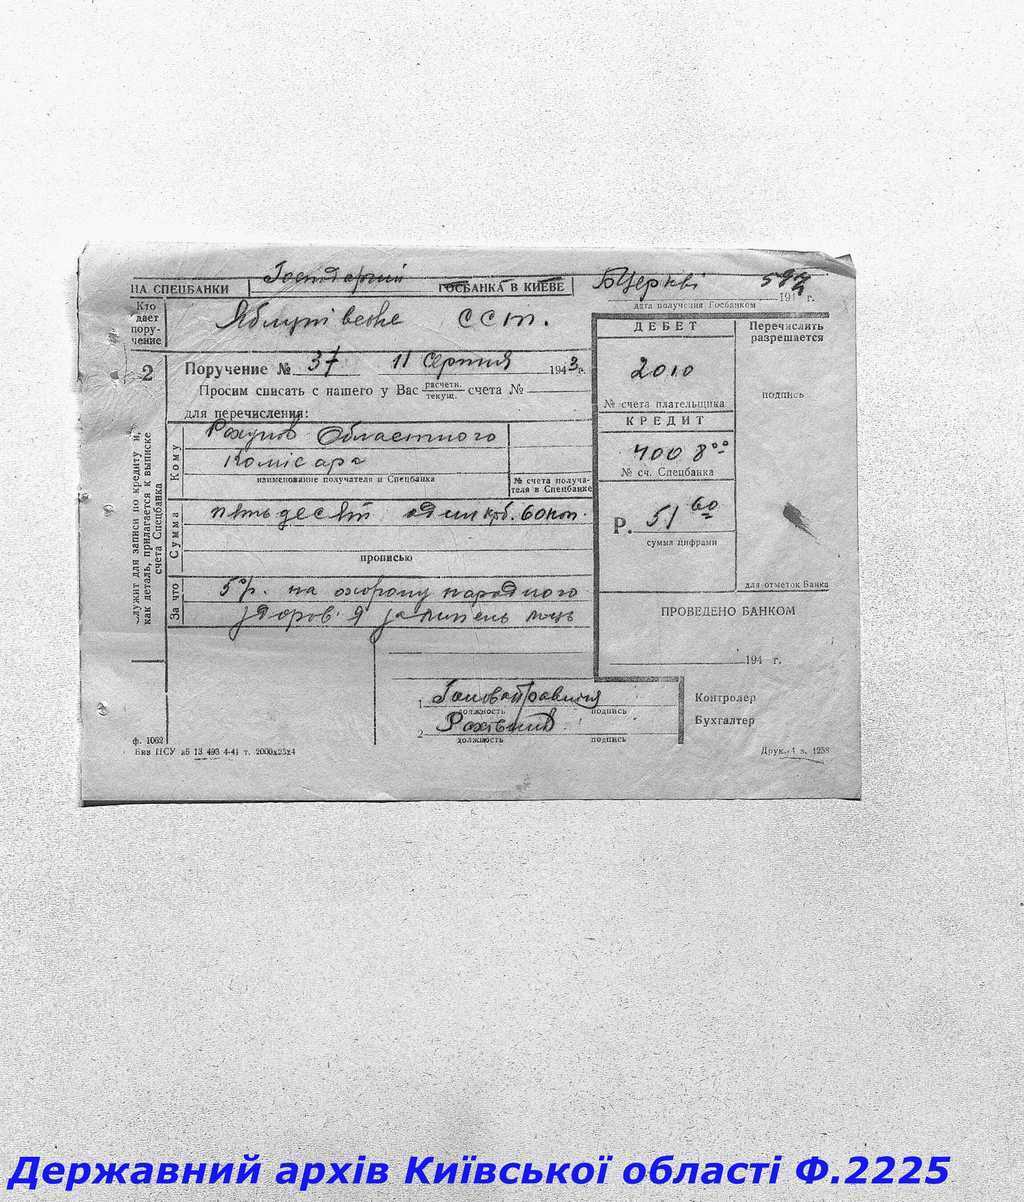 НА СПЕЦБАНКИ
Господарчий
ГОСБАНКА В КИЕВЕ
БЦеркві
194 г.
дата получения Госбанком
Кто дает поручение
Яблунівське ССТ.
2
Поручение № 37 11 Серпня 1943 г.
Просим списать с нашего у Вас расчетн. текущ. счета №
для перечисления:
Кому
Рахунок Обласного
Комісара
наименование получателя и Спецбанка
№ счета получателя в Спецбанке
Сумма
пятьдесят один крб. 60 коп.
прописью
За что
5% на охорону народного
здоров'я за липень м-ць
ДЕБЕТ
2010
№ счета плательщика
КРЕДИТ
4008°°
№ сч. Спецбанка
Р. 51 60
сумма цифрами
Перечислить разрешается
подпись
для отметок Банка
ПРОВЕДЕНО БАНКОМ
194 г.
Контролер
Бухгалтер
1 Голова Правління
должность подпись
2 Рахівник
должность подпись
служит для записи по кредиту и,
как деталь, прилагается к выписке
счета Спецбанка
ф. 1062
Друк. 4 з. 1258
Державний архів Київської області Ф.2225